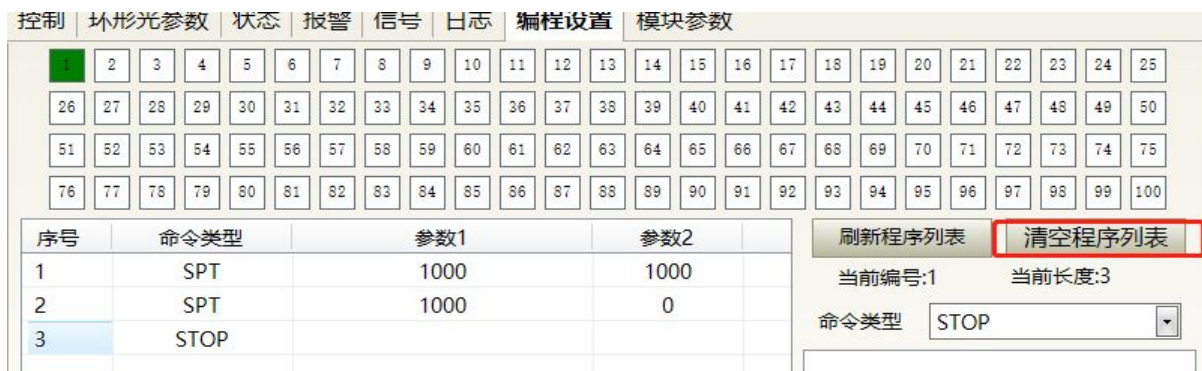 控制 环形光参数 状态 报警 信号 日志 编程设置 模块参数
1 2 3 4 5 6 7 8 9 10 11 12 13 14 15 16 17 18 19 20 21 22 23 24 25
26 27 28 29 30 31 32 33 34 35 36 37 38 39 40 41 42 43 44 45 46 47 48 49 50
51 52 53 54 55 56 57 58 59 60 61 62 63 64 65 66 67 68 69 70 71 72 73 74 75
76 77 78 79 80 81 82 83 84 85 86 87 88 89 90 91 92 93 94 95 96 97 98 99 100
序号 命令类型 参数1 参数2
1 SPT 1000 1000
2 SPT 1000 0
3 STOP
刷新程序列表 清空程序列表
当前编号:1 当前长度:3
命令类型 STOP